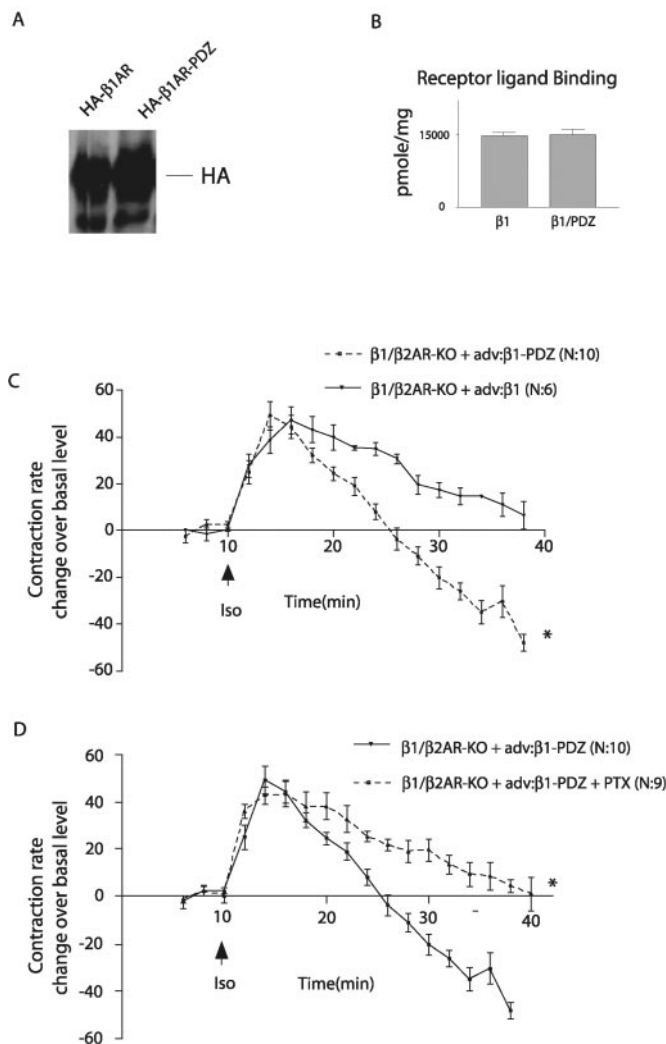 A
HA-β1AR
HA-β1AR-PDZ
HA
B
Receptor ligand Binding
pmole/mg
15000
0
β1
β1/PDZ
C
β1/β2AR-KO + adv:β1-PDZ (N:10)
β1/β2AR-KO + adv:β1 (N:6)
Contraction rate
change over basal level
60
40
20
0
-20
-40
-60
10
20
30
40
Iso
Time(min)
*
D
β1/β2AR-KO + adv:β1-PDZ (N:10)
β1/β2AR-KO + adv:β1-PDZ + PTX (N:9)
Contraction rate
change over basal level
60
40
20
0
-20
-40
-60
10
20
30
40
Iso
Time(min)
*